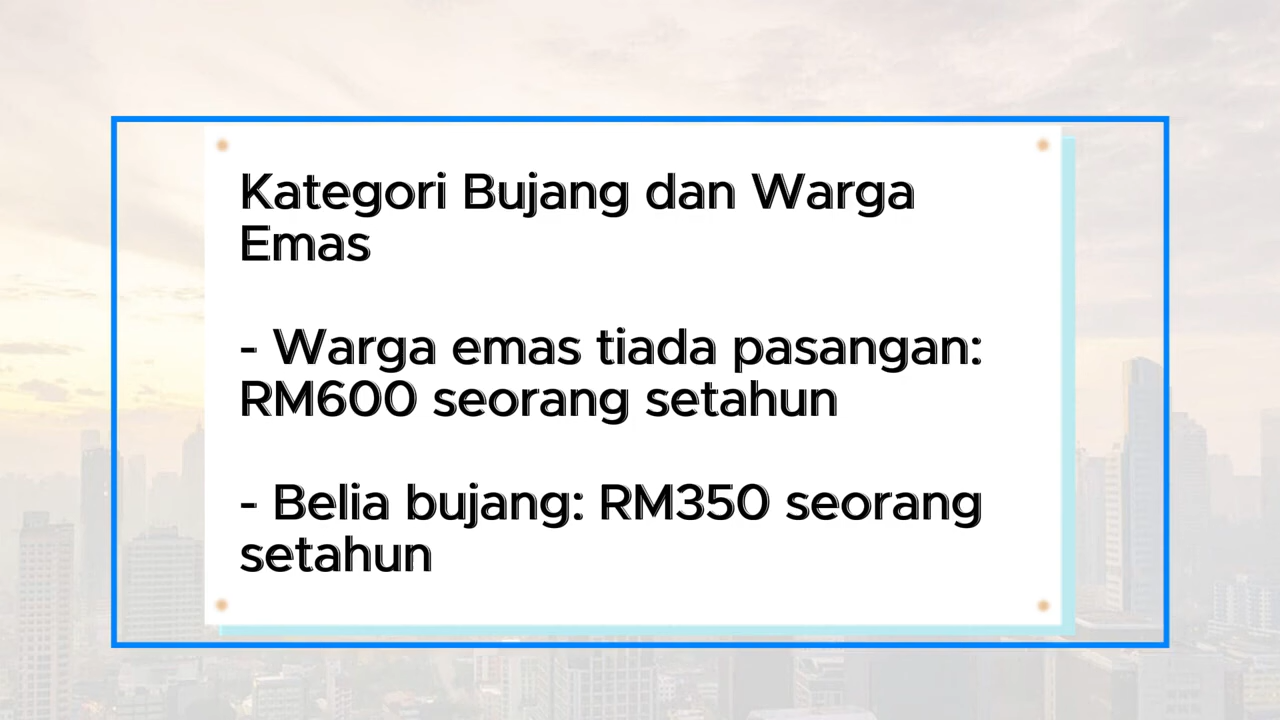 Kategori Bujang dan Warga
Emas
- Warga emas tiada pasangan:
RM600 seorang setahun
- Belia bujang: RM350 seorang
setahun